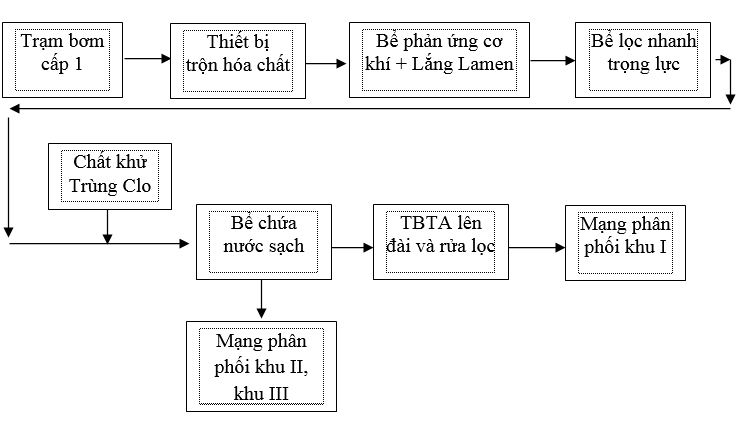 Trạm bơm
cấp 1
Thiết bị
trộn hóa chất
Bể phản ứng cơ
khí + Lắng Lamen
Bể lọc nhanh
trọng lực
Chất khử
Trùng Clo
Bể chứa
nước sạch
TBTA lên
đài và rửa lọc
Mạng phân
phối khu I
Mạng phân
phối khu II,
khu III